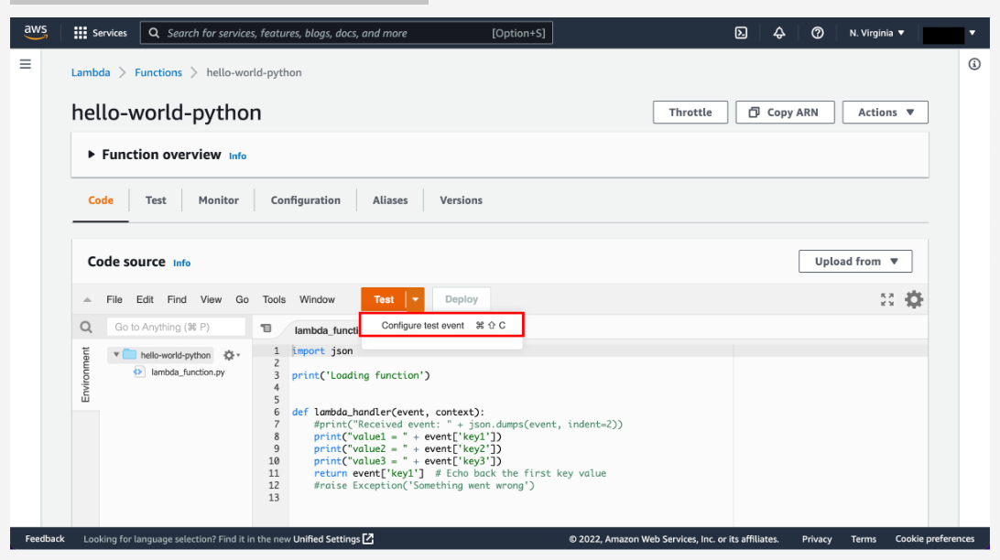 aws Services Search for services, features, blogs, docs, and more [Option+S] N. Virginia
Lambda > Functions > hello-world-python
hello-world-python
Throttle Copy ARN Actions
Function overview Info
Code Test Monitor Configuration Aliases Versions
Code source Info
Upload from
File Edit Find View Go Tools Window Test Deploy
Go to Anything (⌘ P)
Configure test event ⌘ ⇧ C
lambda_functi
Environment
hello-world-python
lambda_function.py
1 import json
2
3 print('Loading function')
4
5
6 def lambda_handler(event, context):
7 #print("Received event: " + json.dumps(event, indent=2))
8 print("value1 = " + event['key1'])
9 print("value2 = " + event['key2'])
10 print("value3 = " + event['key3'])
11 return event['key1'] # Echo back the first key value
12 #raise Exception('Something went wrong')
13
Feedback Looking for language selection? Find it in the new Unified Settings © 2022, Amazon Web Services, Inc. or its affiliates. Privacy Terms Cookie preferences